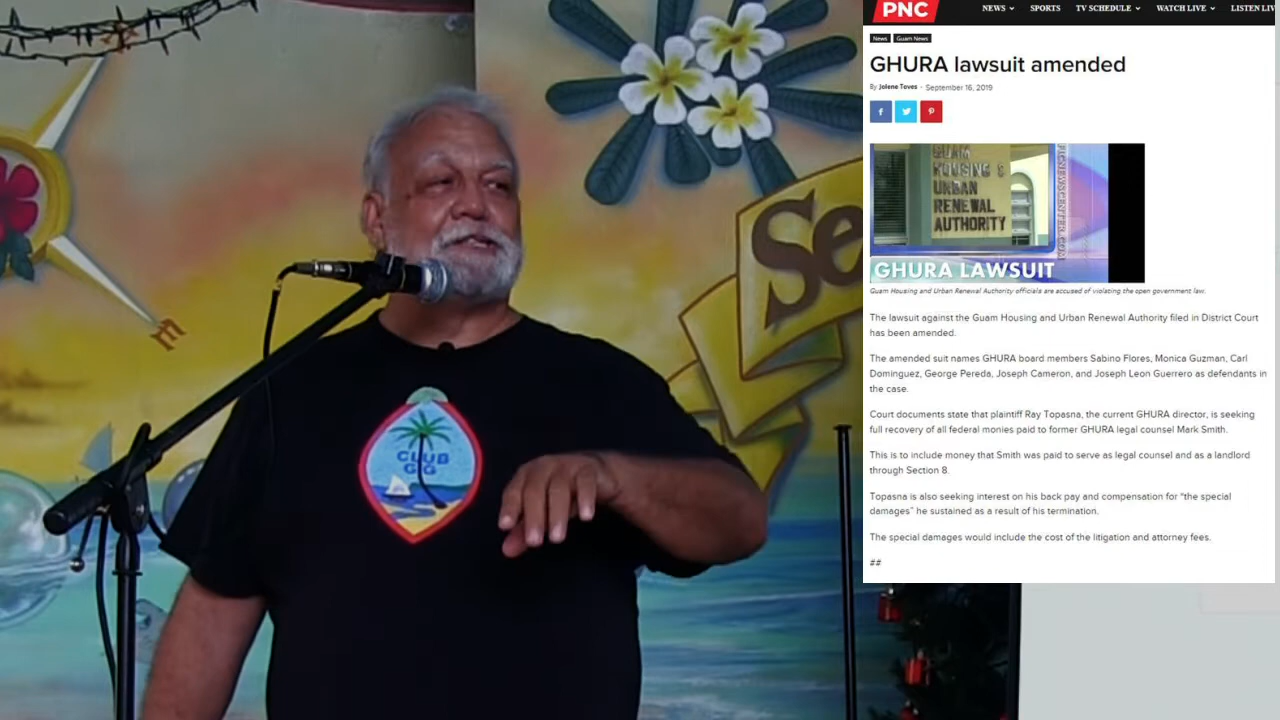 PNC
NEWS SPORTS TV SCHEDULE WATCH LIVE LISTEN LIV
News Guam News
GHURA lawsuit amended
By Jolene Toves - September 16, 2019
GUAM
HOUSING &
URBAN
RENEWAL
AUTHORITY
PICNEWSCENTER.COM
GHURA LAWSUIT
Guam Housing and Urban Renewal Authority officials are accused of violating the open government law.
The lawsuit against the Guam Housing and Urban Renewal Authority filed in District Court
has been amended.
The amended suit names GHURA board members Sabino Flores, Monica Guzman, Carl
Dominguez, George Pereda, Joseph Cameron, and Joseph Leon Guerrero as defendants in
the case.
Court documents state that plaintiff Ray Topasna, the current GHURA director, is seeking
full recovery of all federal monies paid to former GHURA legal counsel Mark Smith.
This is to include money that Smith was paid to serve as legal counsel and as a landlord
through Section 8.
Topasna is also seeking interest on his back pay and compensation for “the special
damages” he sustained as a result of his termination.
The special damages would include the cost of the litigation and attorney fees.
##
Se
E
CLUB
GIG